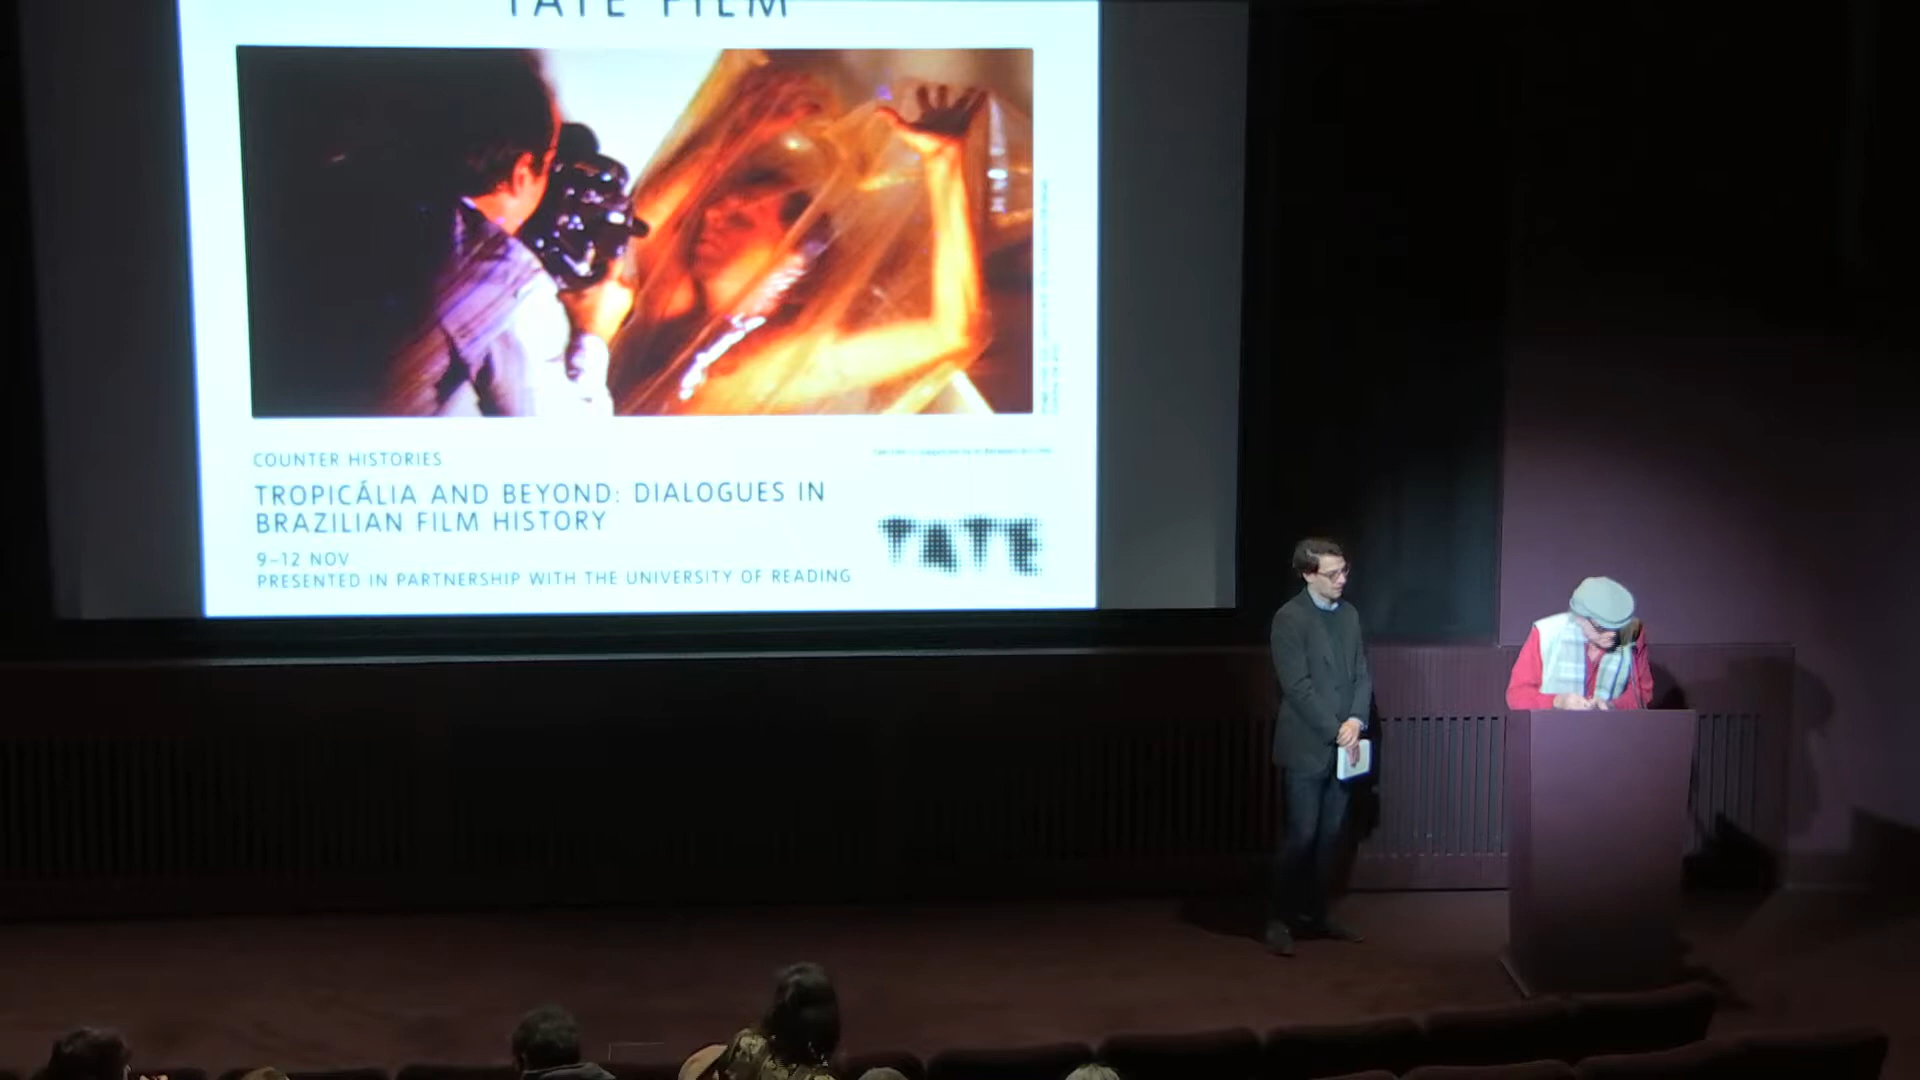 TATE FILM
COUNTER HISTORIES
TROPICÁLIA AND BEYOND: DIALOGUES IN
BRAZILIAN FILM HISTORY
9–12 NOV
PRESENTED IN PARTNERSHIP WITH THE UNIVERSITY OF READING
TATE